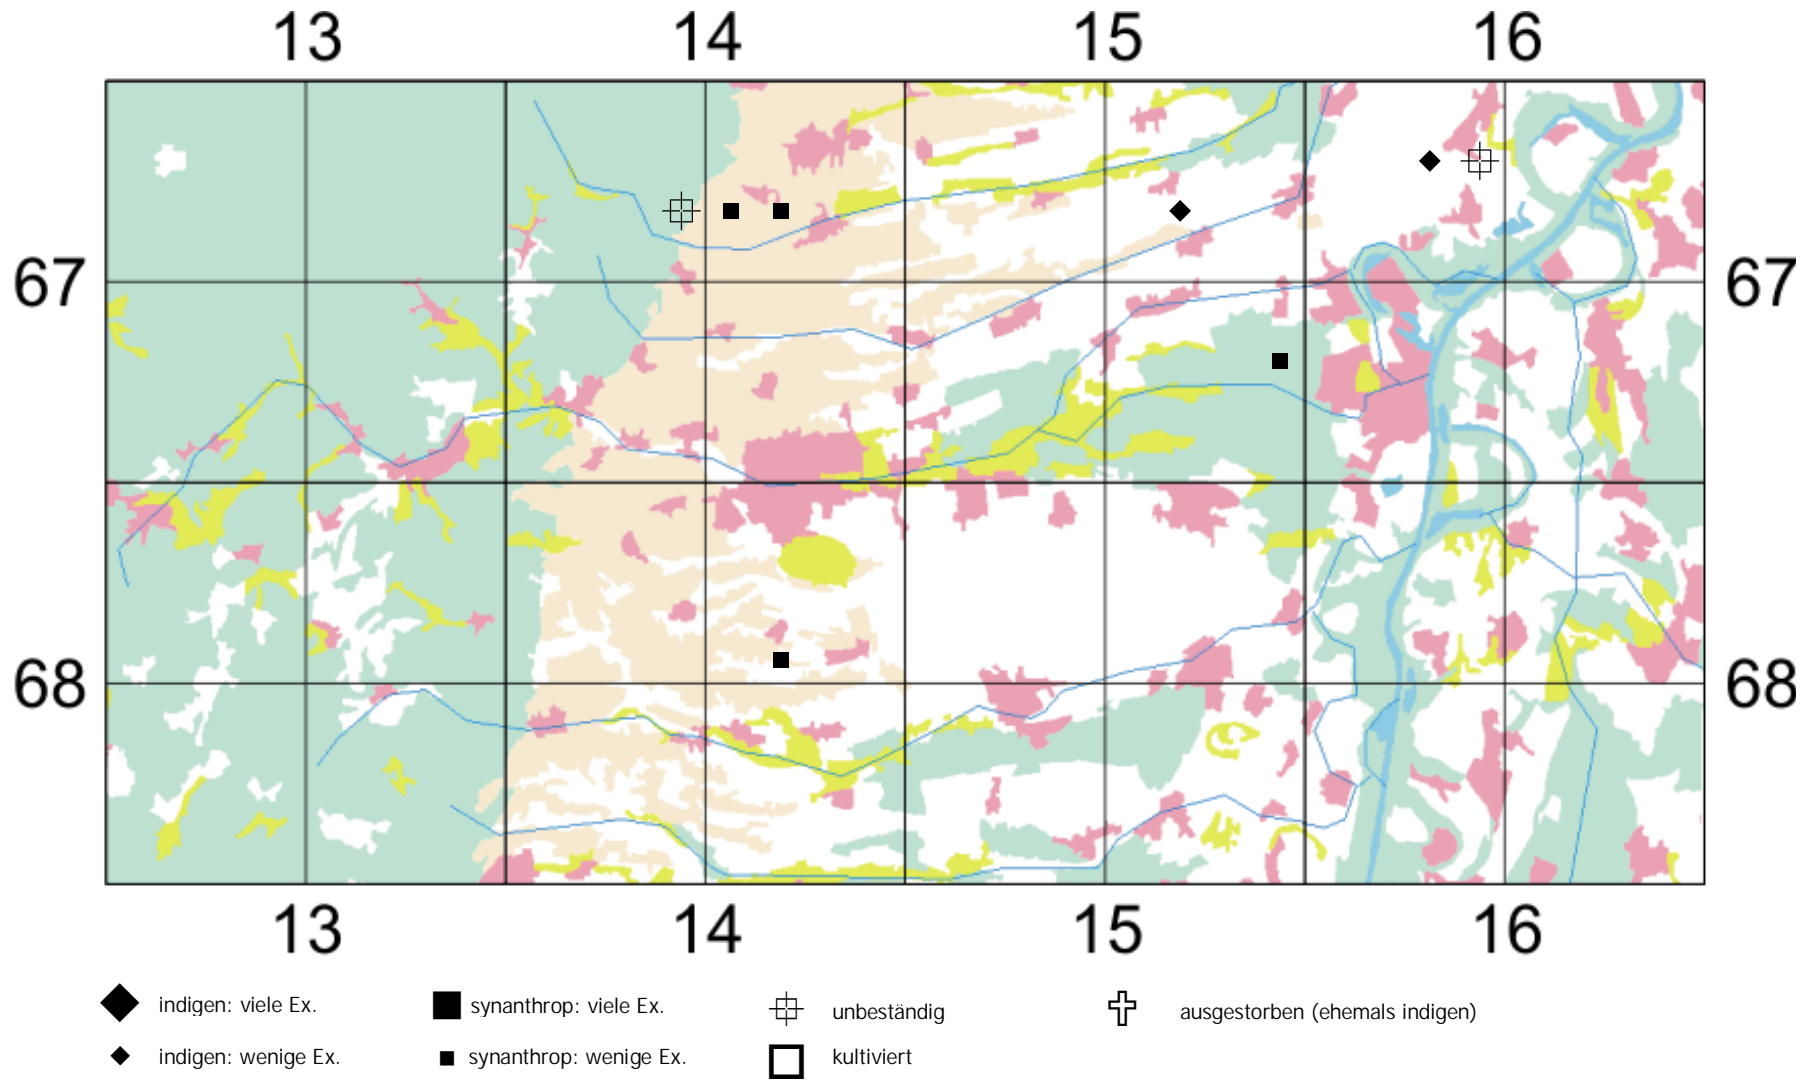 13 14 15 16
67 67
68 68
13 14 15 16
indigen: viele Ex. synanthrop: viele Ex. unbeständig ausgestorben (ehemals indigen)
indigen: wenige Ex. synanthrop: wenige Ex. kultiviert